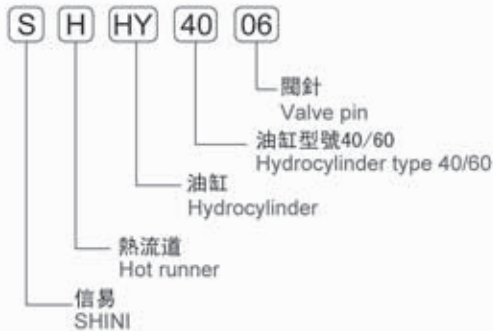 S H HY 40 06
閥針
Valve pin
油缸型號40/60
Hydrocylinder type 40/60
油缸
Hydrocylinder
熱流道
Hot runner
信易
SHINI